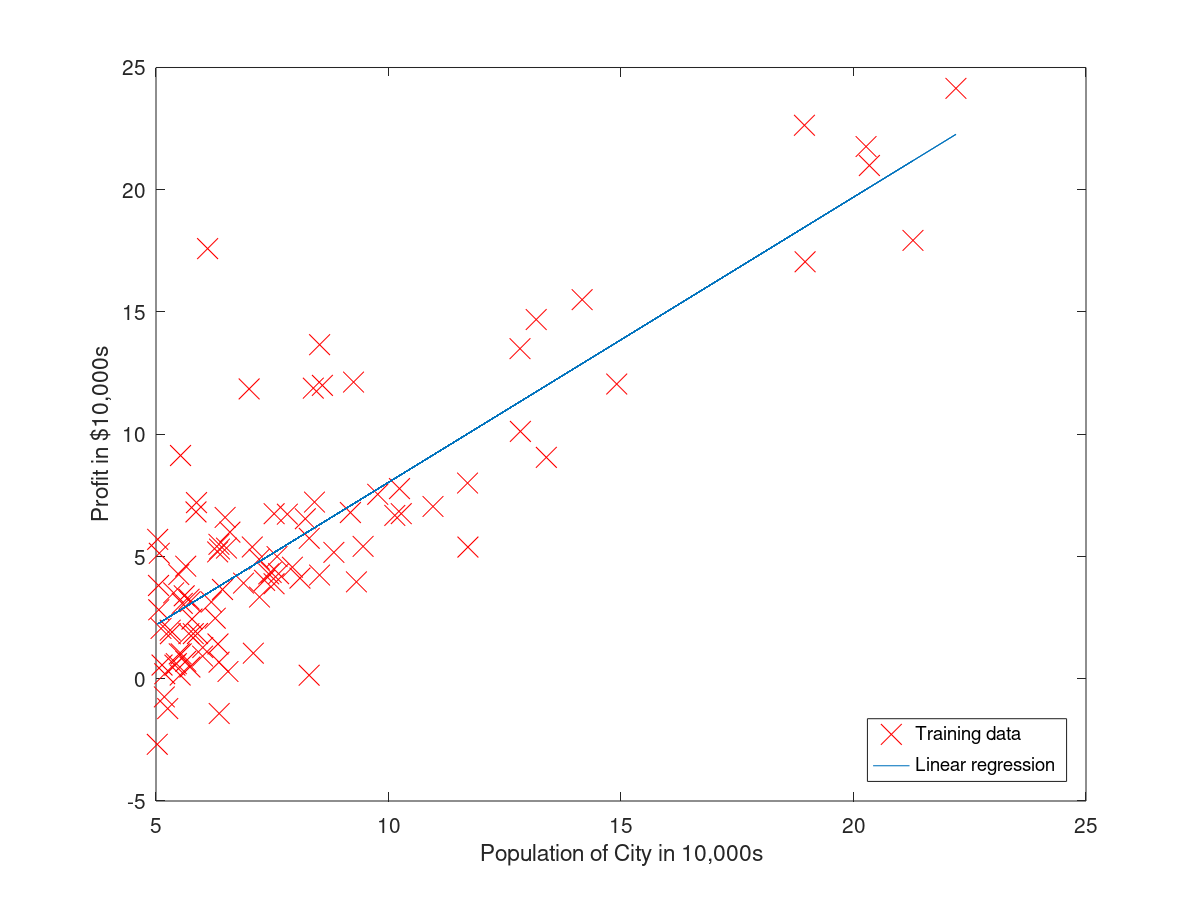 25
20
15
10
5
0
-5
Profit in $10,000s
5 10 15 20 25
Population of City in 10,000s
Training data
Linear regression